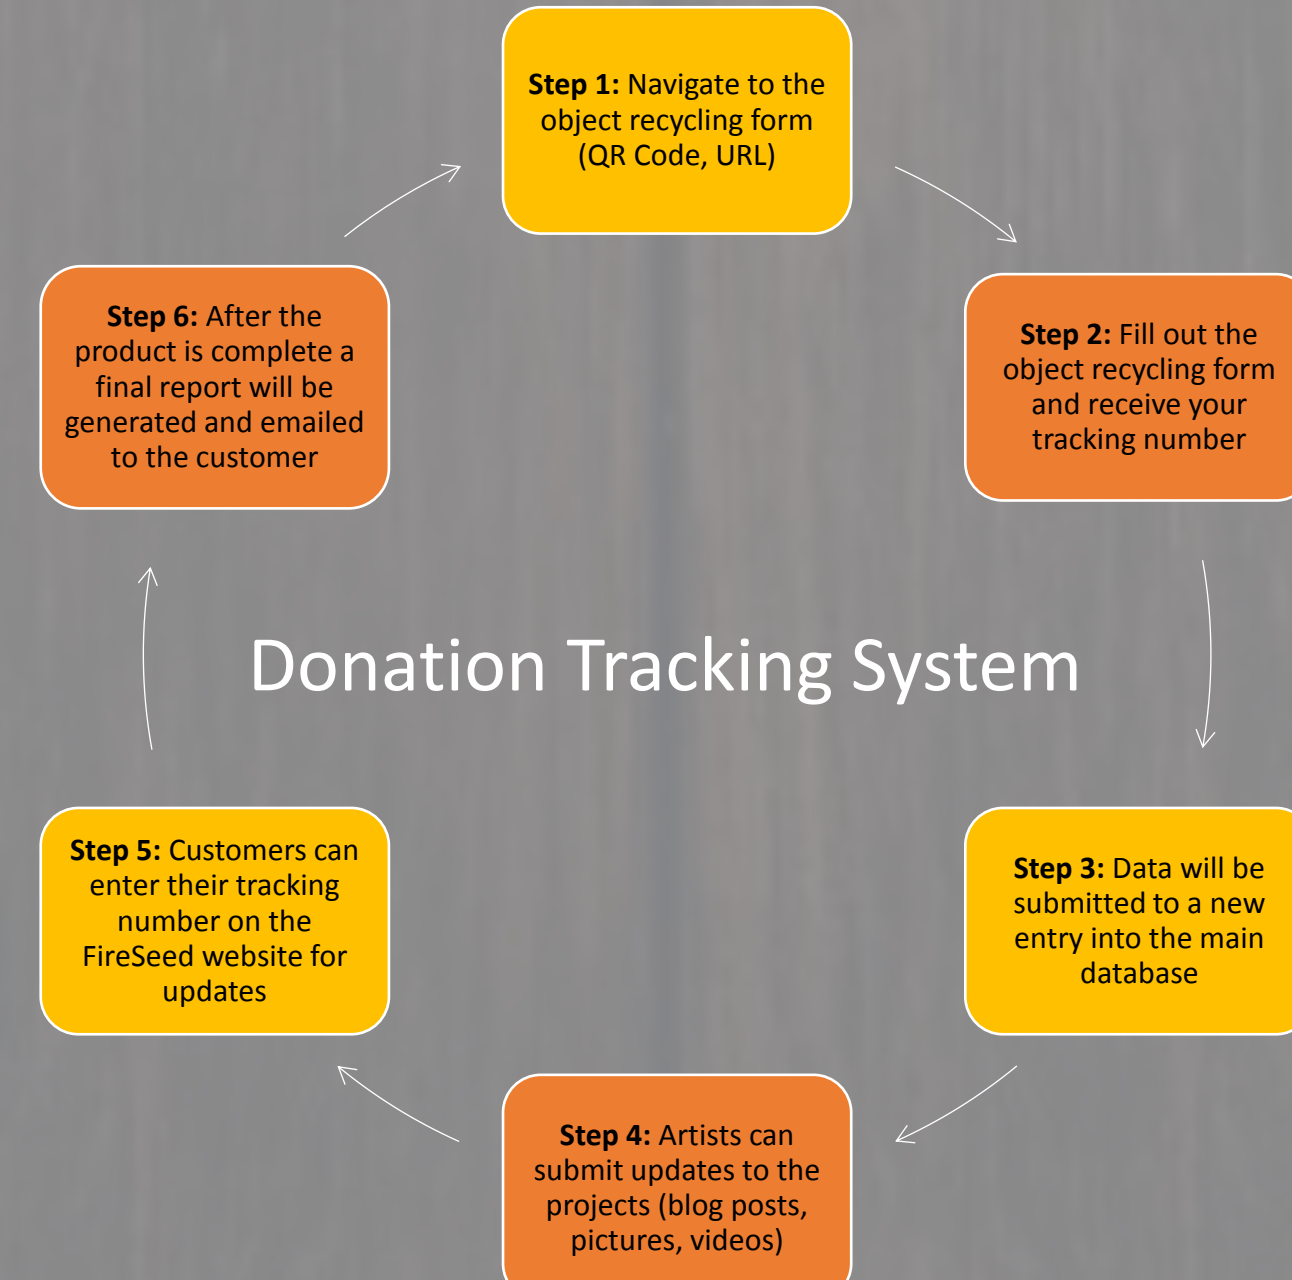 Step 1: Navigate to the
object recycling form
(QR Code, URL)
Step 2: Fill out the
object recycling form
and receive your
tracking number
Step 3: Data will be
submitted to a new
entry into the main
database
Step 4: Artists can
submit updates to the
projects (blog posts,
pictures, videos)
Step 5: Customers can
enter their tracking
number on the
FireSeed website for
updates
Step 6: After the
product is complete a
final report will be
generated and emailed
to the customer
Donation Tracking System